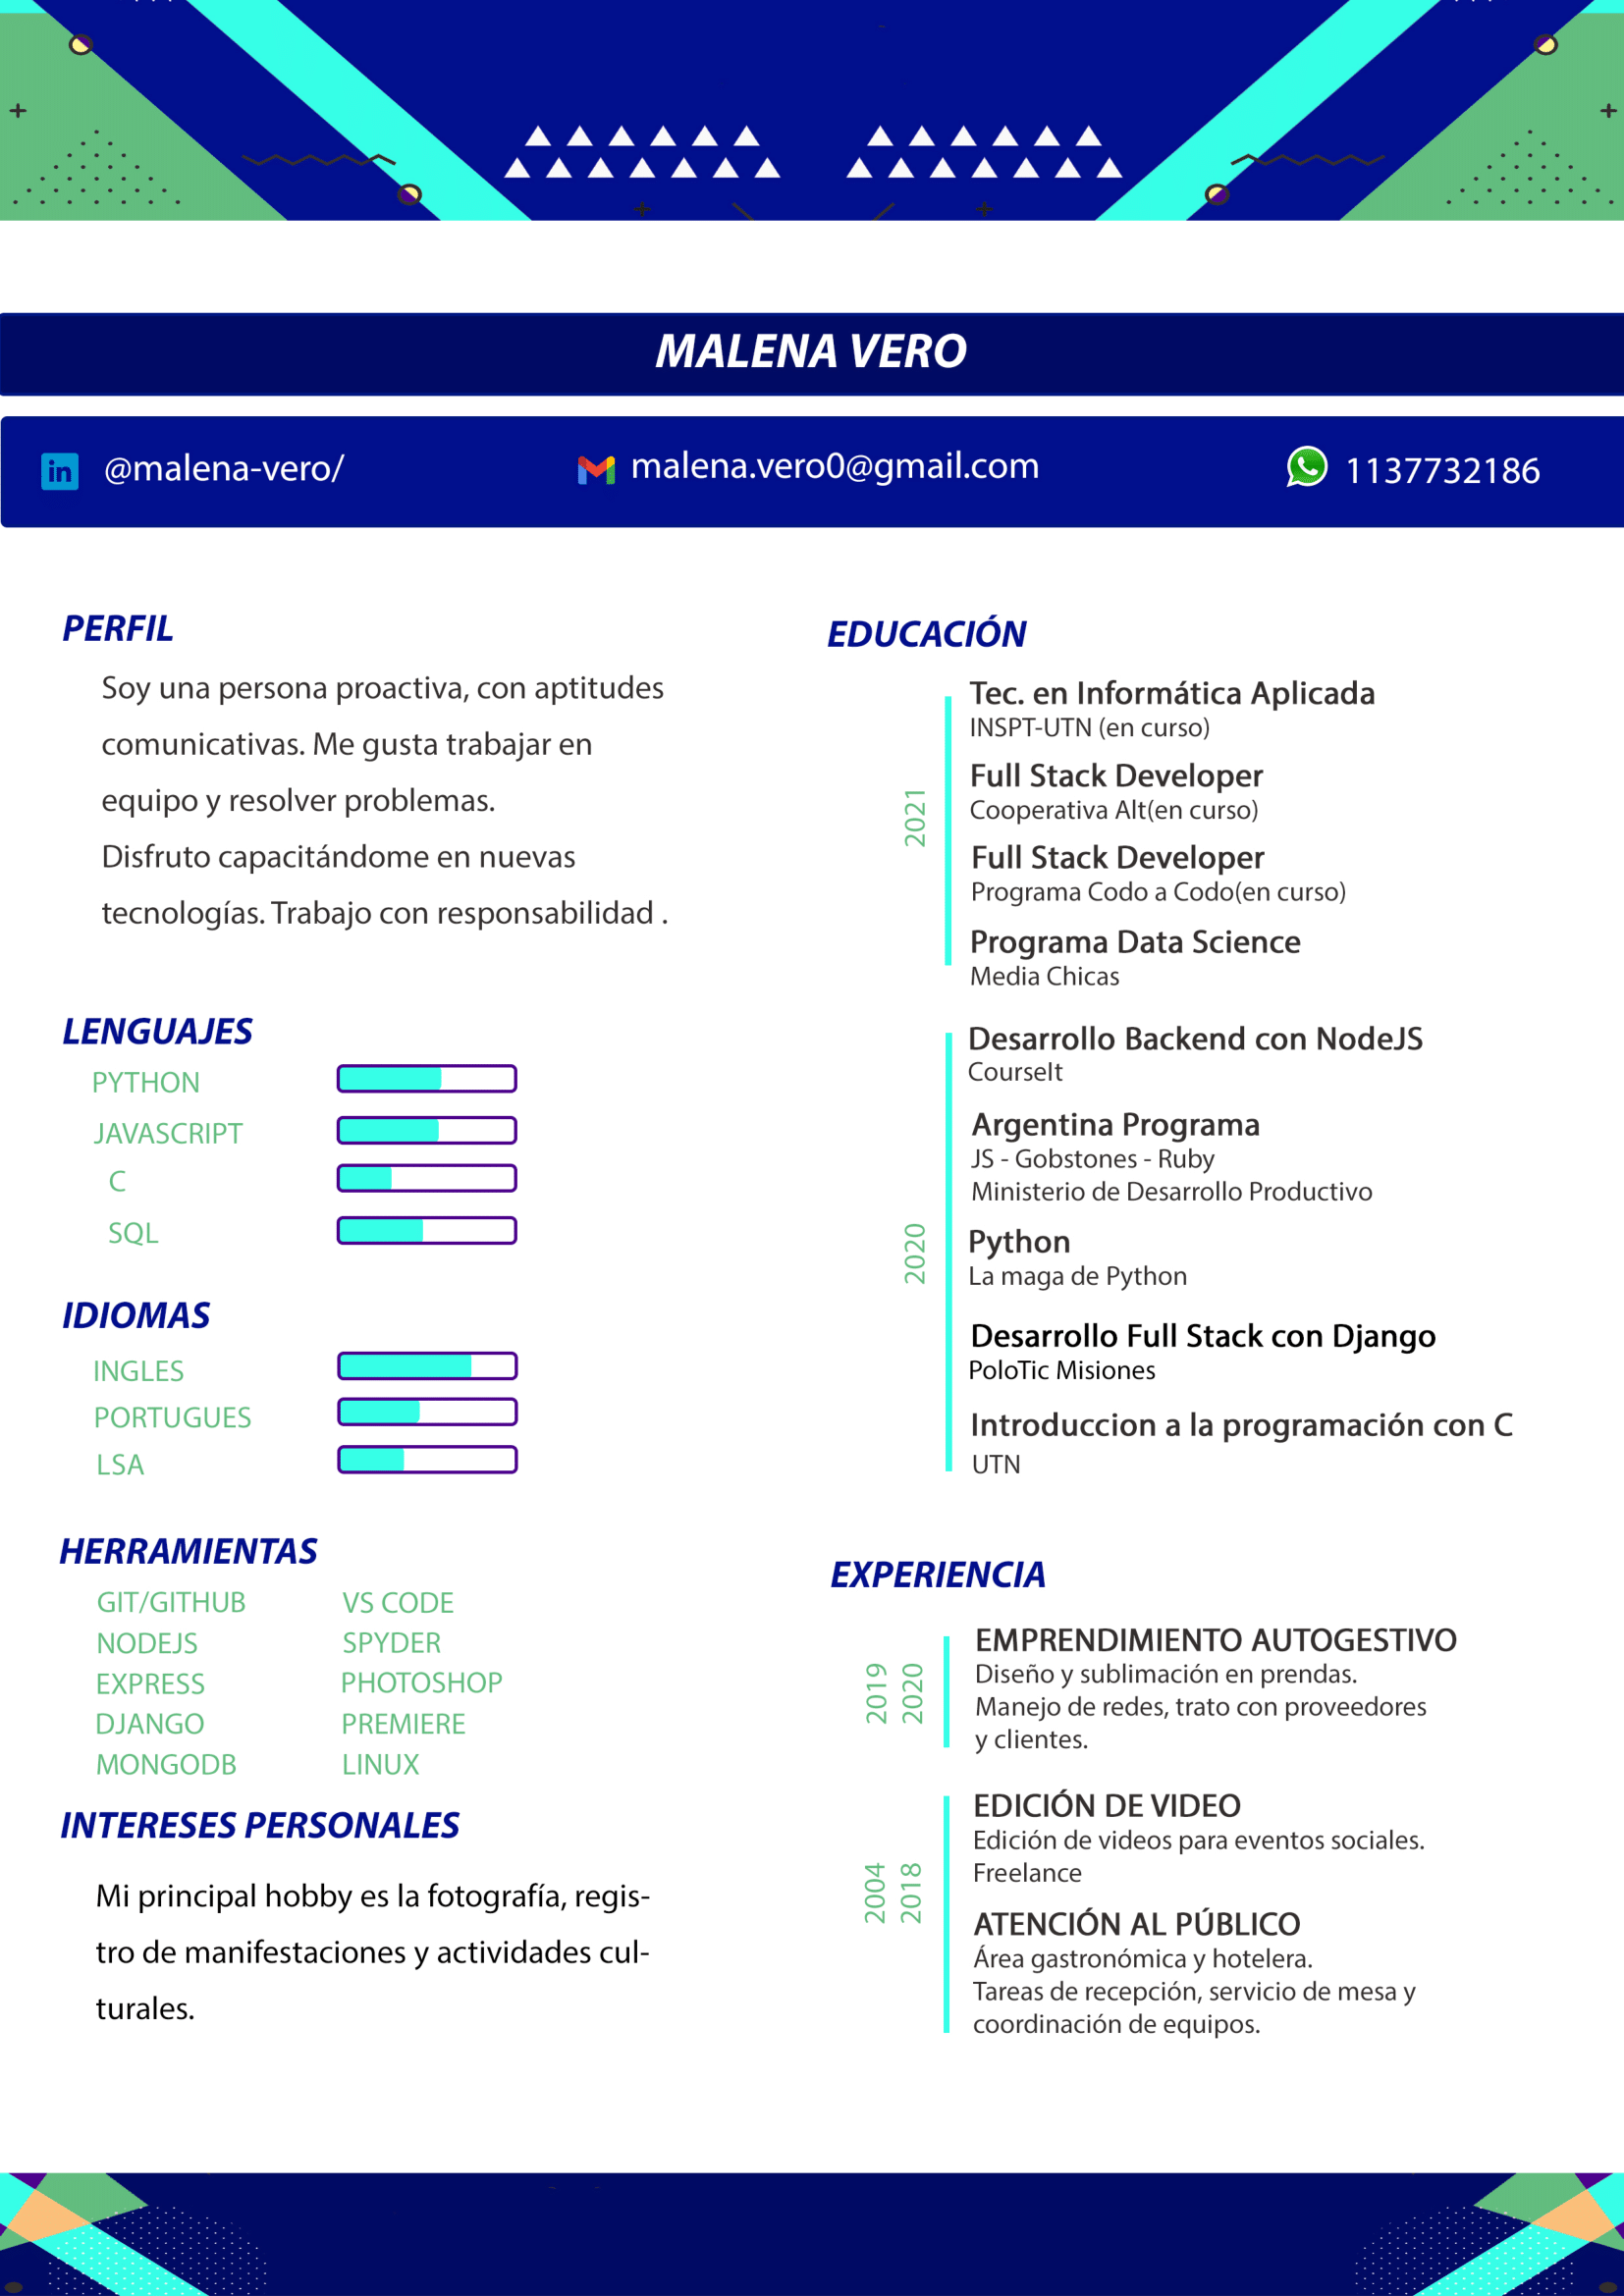 MALENA VERO
@malena-vero/
malena.vero0@gmail.com
1137732186
PERFIL
Soy una persona proactiva, con aptitudes
comunicativas. Me gusta trabajar en
equipo y resolver problemas.
Disfruto capacitándome en nuevas
tecnologías. Trabajo con responsabilidad .
LENGUAJES
PYTHON
JAVASCRIPT
C
SQL
IDIOMAS
INGLES
PORTUGUES
LSA
HERRAMIENTAS
GIT/GITHUB
NODEJS
EXPRESS
DJANGO
MONGODB
VS CODE
SPYDER
PHOTOSHOP
PREMIERE
LINUX
INTERESES PERSONALES
Mi principal hobby es la fotografía, regis-
tro de manifestaciones y actividades cul-
turales.
EDUCACIÓN
2021
Tec. en Informática Aplicada
INSPT-UTN (en curso)
Full Stack Developer
Cooperativa Alt(en curso)
Full Stack Developer
Programa Codo a Codo(en curso)
Programa Data Science
Media Chicas
2020
Desarrollo Backend con NodeJS
CourseIt
Argentina Programa
JS - Gobstones - Ruby
Ministerio de Desarrollo Productivo
Python
La maga de Python
Desarrollo Full Stack con Django
PoloTic Misiones
Introduccion a la programación con C
UTN
EXPERIENCIA
2019
2020
EMPRENDIMIENTO AUTOGESTIVO
Diseño y sublimación en prendas.
Manejo de redes, trato con proveedores
y clientes.
2004
2018
EDICIÓN DE VIDEO
Edición de videos para eventos sociales.
Freelance
ATENCIÓN AL PÚBLICO
Área gastronómica y hotelera.
Tareas de recepción, servicio de mesa y
coordinación de equipos.